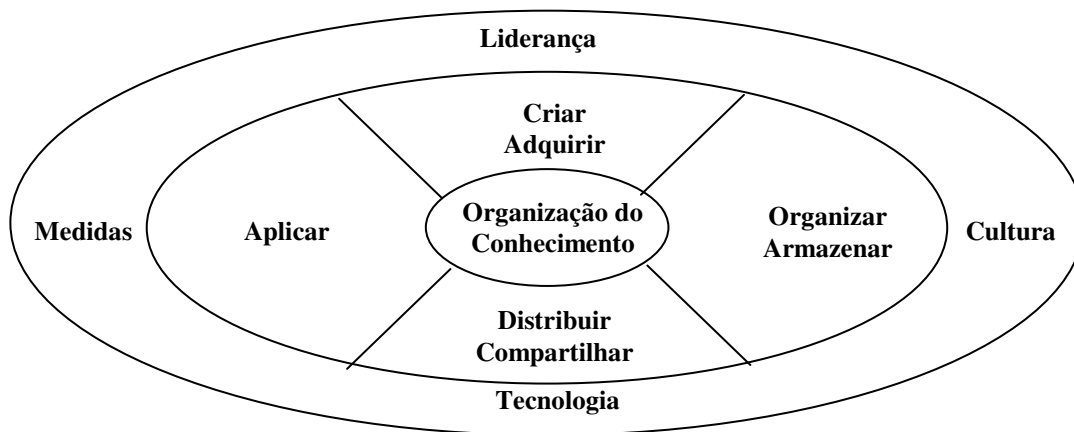 Liderança
Criar
Adquirir
Medidas
Aplicar
Organização do
Conhecimento
Organizar
Armazenar
Cultura
Distribuir
Compartilhar
Tecnologia